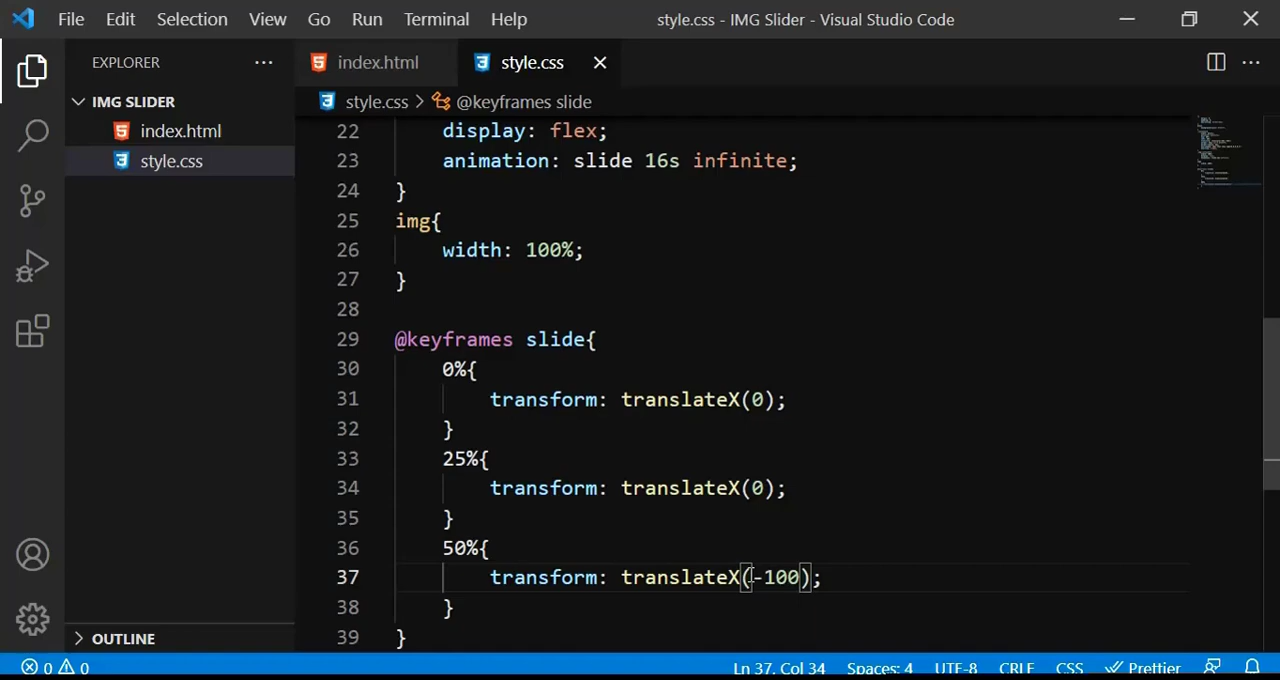 File Edit Selection View Go Run Terminal Help style.css - IMG Slider - Visual Studio Code
EXPLORER
index.html style.css
IMG SLIDER
style.css > @keyframes slide
index.html
style.css
22 display: flex;
23 animation: slide 16s infinite;
24 }
25 img{
26 width: 100%;
27 }
28
29 @keyframes slide{
30 0%{
31 transform: translateX(0);
32 }
33 25%{
34 transform: translateX(0);
35 }
36 50%{
37 transform: translateX(-100);
38 }
39 }
OUTLINE
0 0 Ln 37, Col 34 Spaces: 4 UTF-8 CRLF CSS Prettier